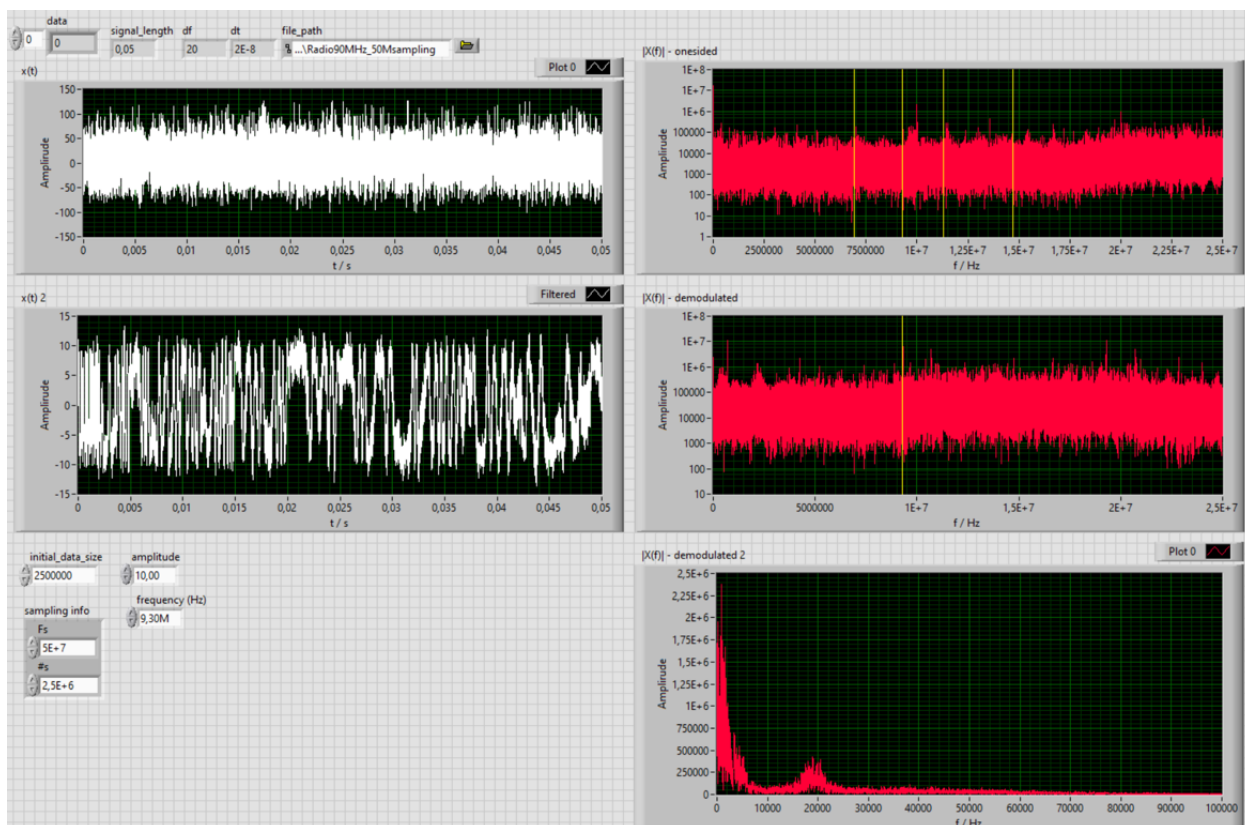 data
0
0
signal_length
0,05
df
20
dt
2E-8
file_path
...\Radio90MHz_50Msampling
x(t)
Plot 0
150
100
50
0
-50
-100
-150
Amplirude
0 0,005 0,01 0,015 0,02 0,025 0,03 0,035 0,04 0,045 0,05
t / s
|X(f)| - onesided
1E+8
1E+7
1E+6
100000
10000
1000
100
10
1
Amplirude
0 2500000 5000000 7500000 1E+7 1,25E+7 1,5E+7 1,75E+7 2E+7 2,25E+7 2,5E+7
f / Hz
x(t) 2
Filtered
15
10
5
0
-5
-10
-15
Amplirude
0 0,005 0,01 0,015 0,02 0,025 0,03 0,035 0,04 0,045 0,05
t / s
|X(f)| - demodulated
1E+8
1E+7
1E+6
100000
10000
1000
100
10
Amplirude
0 5000000 1E+7 1,5E+7 2E+7 2,5E+7
f / Hz
initial_data_size
2500000
amplitude
10,00
frequency (Hz)
9,30M
sampling info
Fs
5E+7
#s
2,5E+6
|X(f)| - demodulated 2
Plot 0
2,5E+6
2,25E+6
2E+6
1,75E+6
1,5E+6
1,25E+6
1E+6
750000
500000
250000
0
Amplirude
0 10000 20000 30000 40000 50000 60000 70000 80000 90000 100000
f / Hz